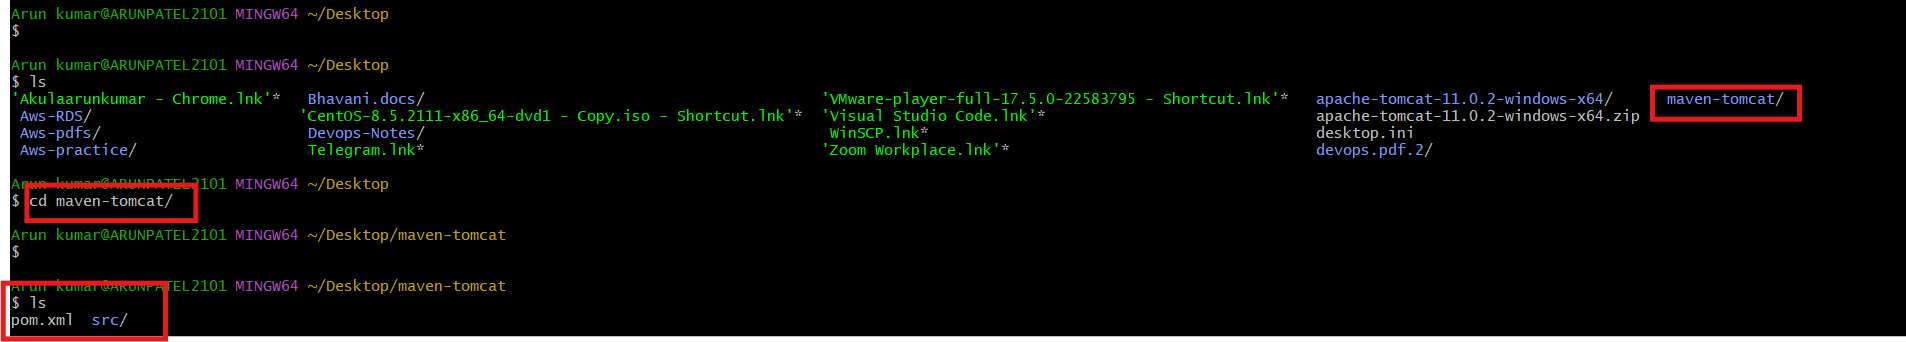 Arun kumar@ARUNPATEL2101 MINGW64 ~/Desktop
$
Arun kumar@ARUNPATEL2101 MINGW64 ~/Desktop
$ ls
'Akulaarunkumar - Chrome.lnk'* Bhavani.docs/ 'VMware-player-full-17.5.0-22583795 - Shortcut.lnk'* apache-tomcat-11.0.2-windows-x64/ maven-tomcat/
Aws-RDS/ 'CentOS-8.5.2111-x86_64-dvd1 - Copy.iso - Shortcut.lnk'* 'Visual Studio Code.lnk'* apache-tomcat-11.0.2-windows-x64.zip
Aws-pdfs/ Devops-Notes/ WinSCP.lnk* desktop.ini
Aws-practice/ Telegram.lnk* 'Zoom Workplace.lnk'* devops.pdf.2/
Arun kumar@ARUNPATEL2101 MINGW64 ~/Desktop
$ cd maven-tomcat/
Arun kumar@ARUNPATEL2101 MINGW64 ~/Desktop/maven-tomcat
$
Arun kumar@ARUNPATEL2101 MINGW64 ~/Desktop/maven-tomcat
$ ls
pom.xml src/